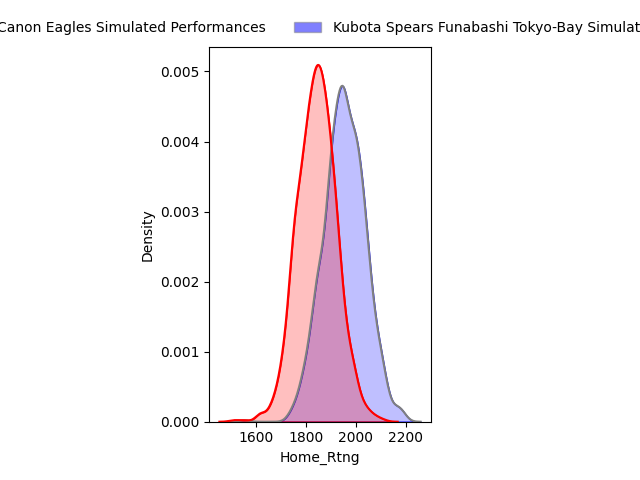 Canon Eagles Simulated Performances
Kubota Spears Funabashi Tokyo-Bay Simulat
0.005
0.004
0.003
0.002
0.001
0.000
Density
1600 1800 2000 2200
Home_Rtng